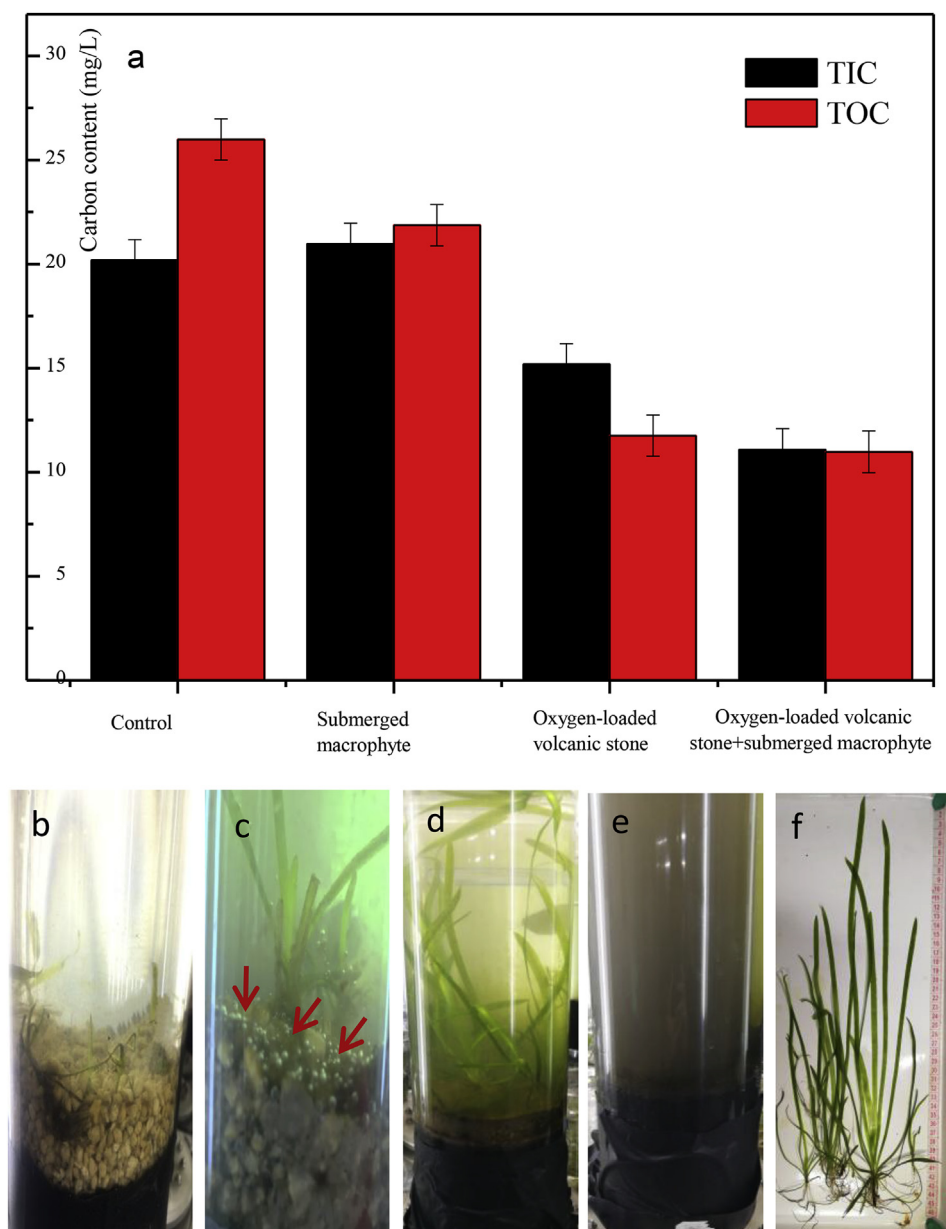 a
Carbon content (mg/L)
30
25
20
15
10
5
0
TIC
TOC
Control
Submerged
macrophyte
Oxygen-loaded
volcanic stone
Oxygen-loaded volcanic
stone+submerged macrophyte
b
c
d
e
f